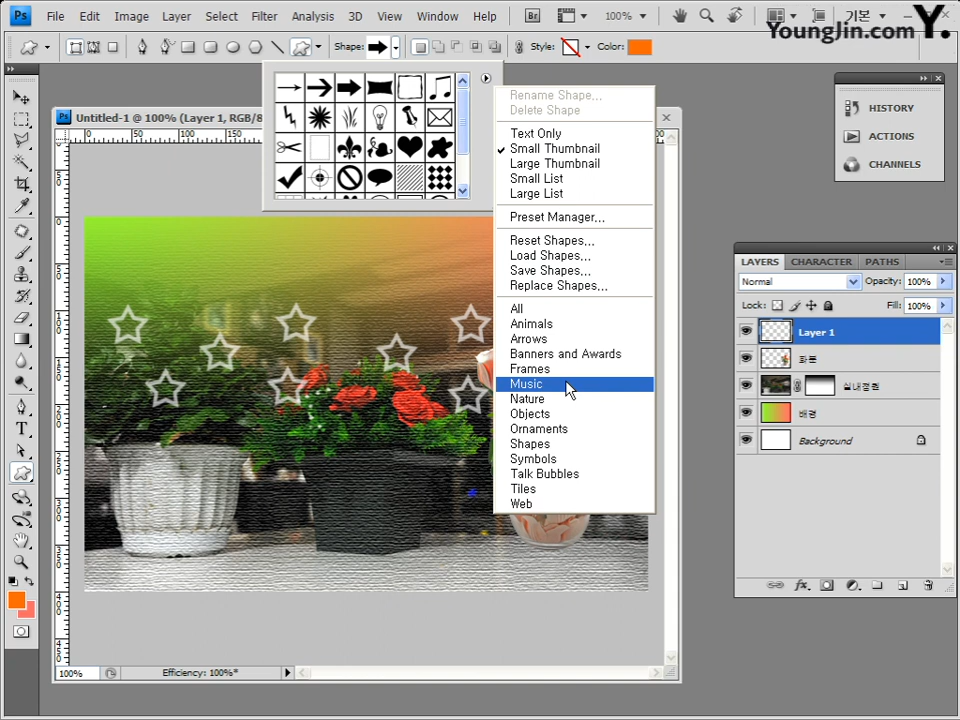 Ps File Edit Image Layer Select Filter Analysis 3D View Window Help Br 100% 기본
YoungJin.com Y.
Shape: Style: Color:
Rename Shape...
Delete Shape
Text Only
Small Thumbnail
Large Thumbnail
Small List
Large List
Preset Manager...
Reset Shapes...
Load Shapes...
Save Shapes...
Replace Shapes...
All
Animals
Arrows
Banners and Awards
Frames
Music
Nature
Objects
Ornaments
Shapes
Symbols
Talk Bubbles
Tiles
Web
Ps Untitled-1 @ 100% (Layer 1, RGB/8
0 50 100 150
HISTORY
ACTIONS
CHANNELS
LAYERS CHARACTER PATHS
Normal Opacity: 100%
Lock: Fill: 100%
Layer 1
화분
실내정원
배경
Background
100% Efficiency: 100%*